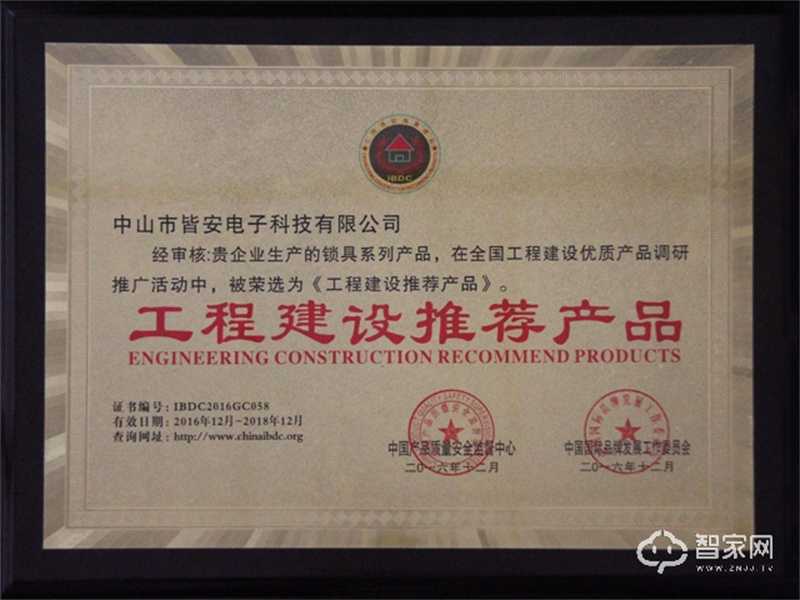 IBDC
中山市皆安电子科技有限公司
经审核:贵企业生产的锁具系列产品，在全国工程建设优质产品调研
推广活动中，被荣选为《工程建设推荐产品》。
工程建设推荐产品
ENGINEERING CONSTRUCTION RECOMMEND PRODUCTS
证书编号: IBDC2016GC058
有效日期: 2016年12月-2018年12月
查询网址: http://www.chinaibdc.org
中国产品质量安全监督中心
二〇一六年十二月
中国国际品牌发展工作委员会
二〇一六年十二月
智家网
WWW.ZNJJ.TV